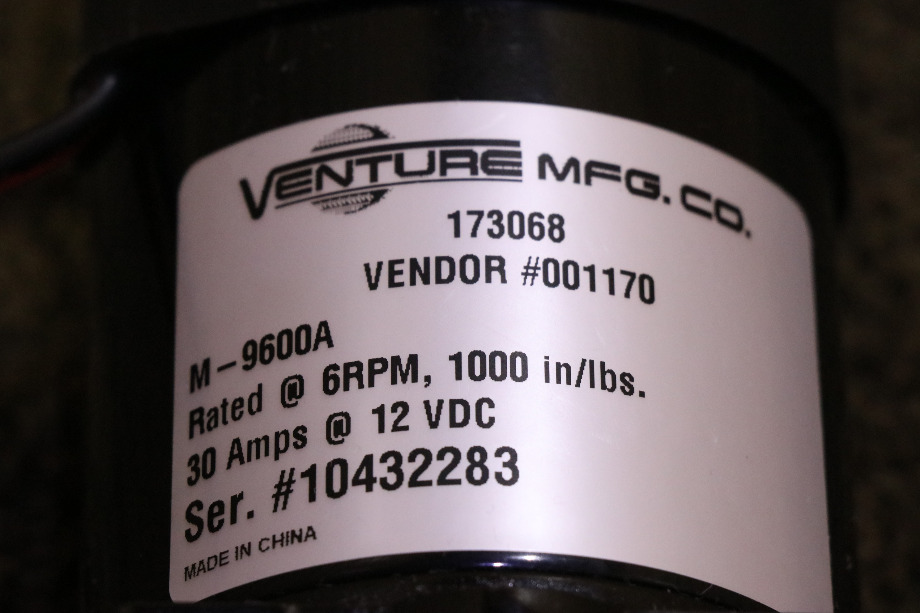 VENTURE MFG. CO.
173068
VENDOR #001170
M-9600A
Rated @ 6RPM, 1000 in/lbs.
30 Amps @ 12 VDC
Ser. #10432283
MADE IN CHINA